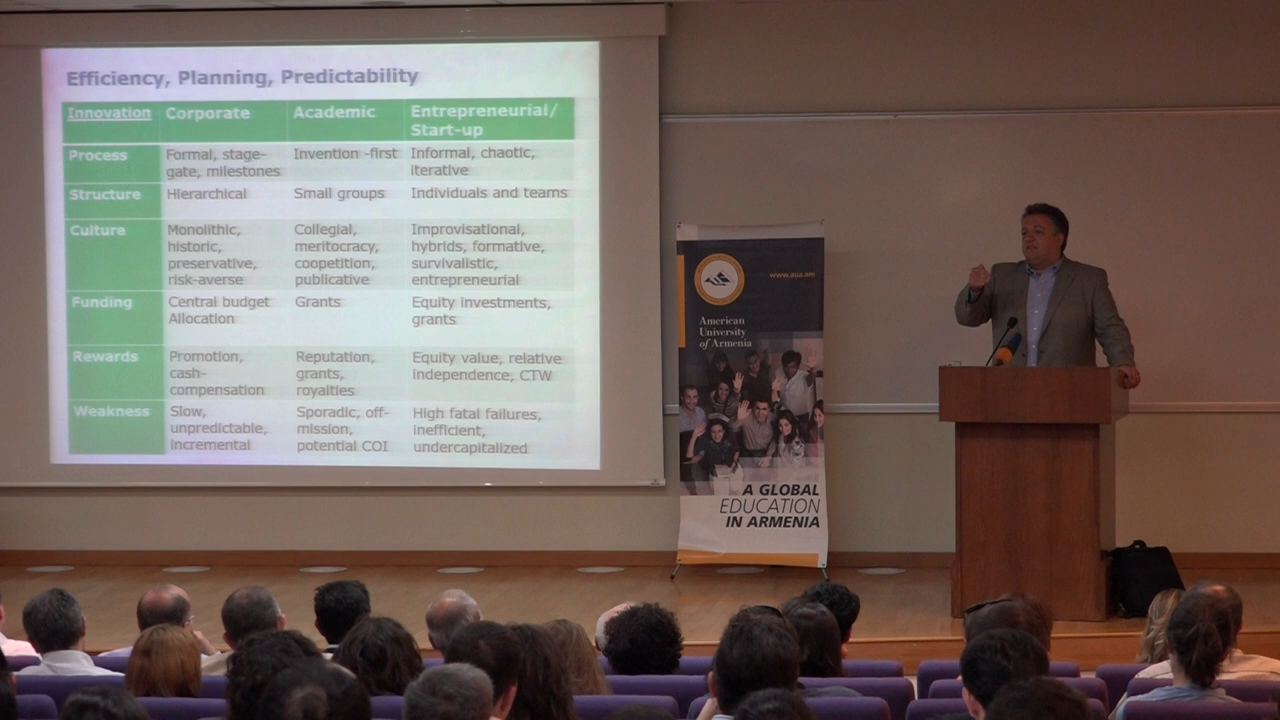 Efficiency, Planning, Predictability
Innovation Corporate Academic Entrepreneurial/
Start-up
Process Formal, stage- Invention -first Informal, chaotic,
gate, milestones iterative
Structure Hierarchical Small groups Individuals and teams
Culture Monolithic, Collegial, Improvisational,
historic, meritocracy, hybrids, formative,
preservative, coopetition, survivalistic,
risk-averse publicative entrepreneurial
Funding Central budget Grants Equity investments,
Allocation grants
Rewards Promotion, Reputation, Equity value, relative
cash- grants, independence, CTW
compensation royalties
Weakness Slow, Sporadic, off- High fatal failures,
unpredictable, mission, inefficient,
incremental potential COI undercapitalized
www.aua.am
American
University
of Armenia
A GLOBAL
EDUCATION
IN ARMENIA